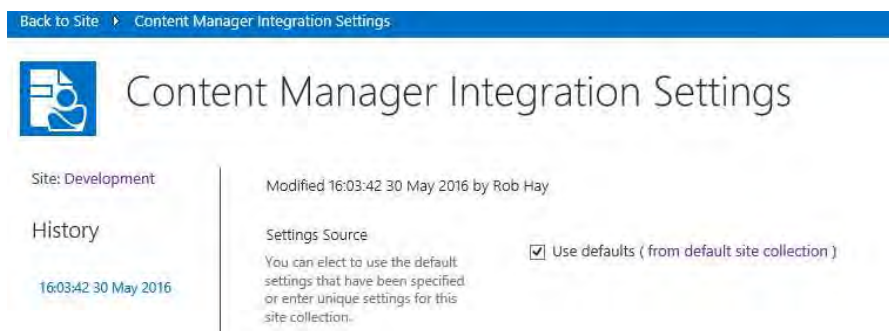 Back to Site ▸ Content Manager Integration Settings
Content Manager Integration Settings
Site: Development
History
16:03:42 30 May 2016
Modified 16:03:42 30 May 2016 by Rob Hay
Settings Source
You can elect to use the default
settings that have been specified
or enter unique settings for this
site collection.
Use defaults ( from default site collection )